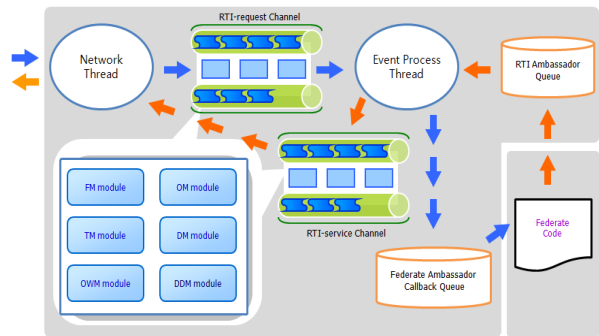 RTI-request Channel
Network
Thread
Event Process
Thread
RTI Ambassador
Queue
FM module
OM module
TM module
DM module
OWM module
DDM module
RTI-service Channel
Federate Ambassador
Callback Queue
Federate
Code